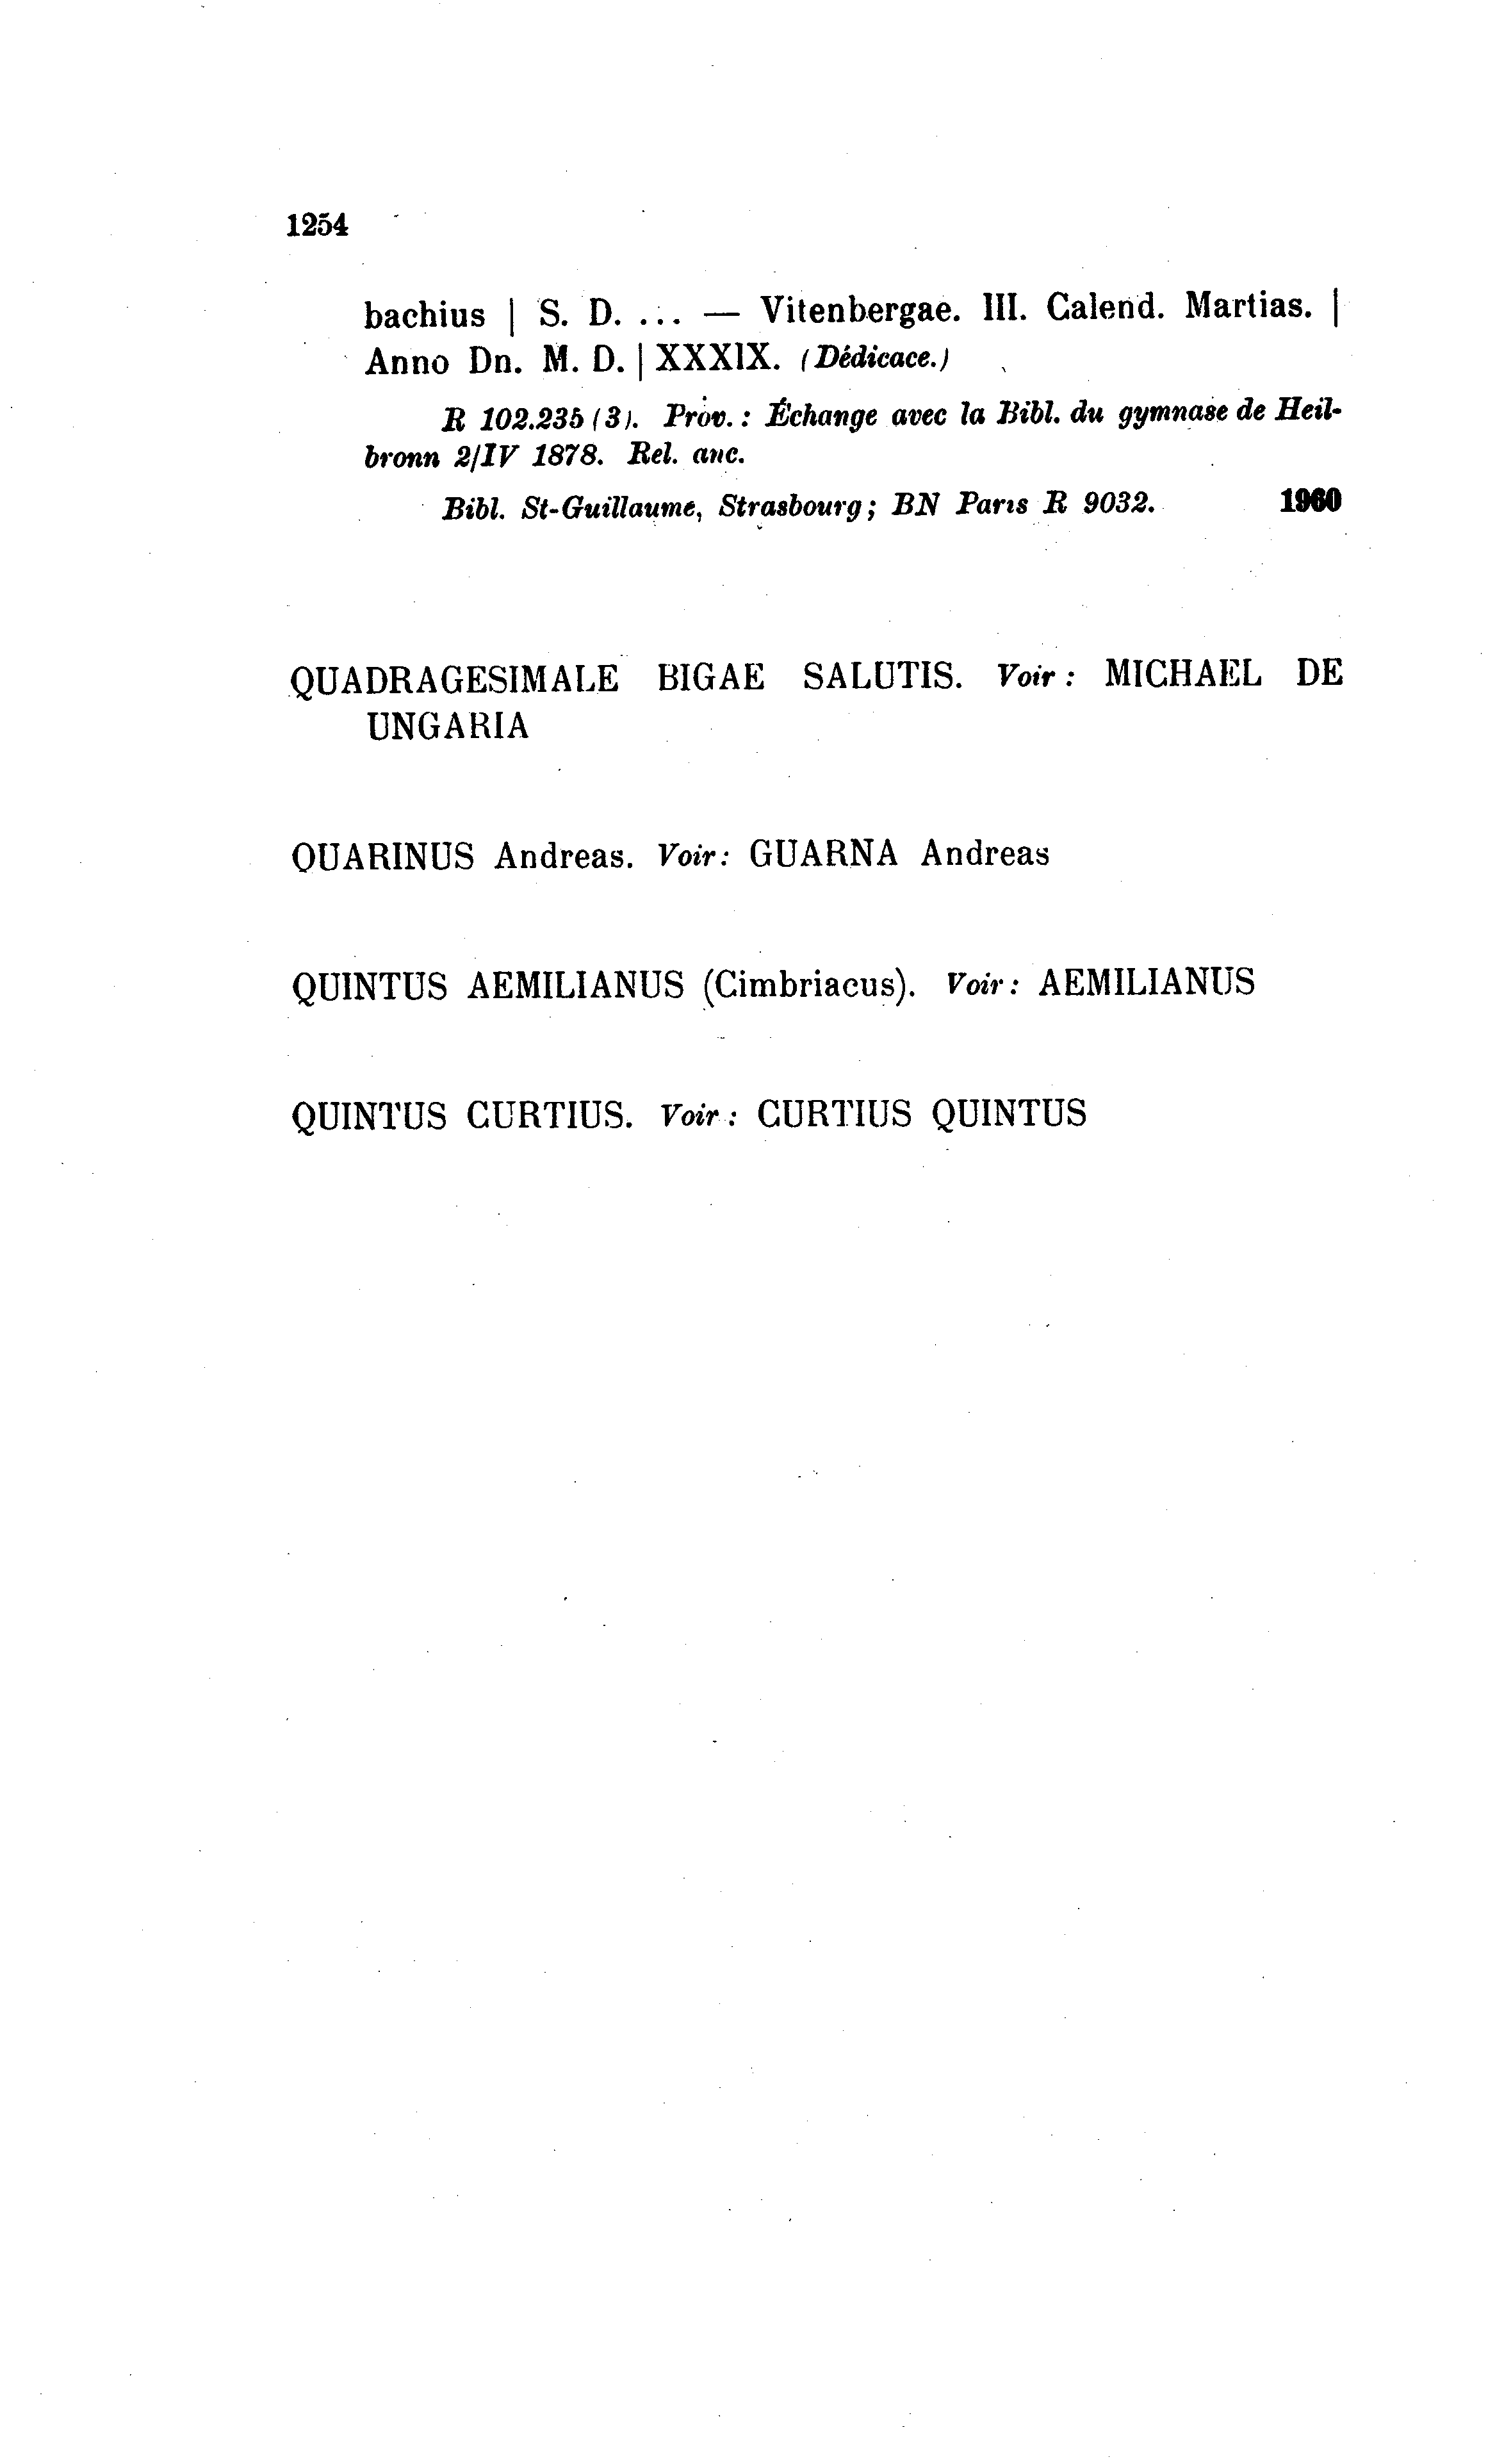 1254
bachius | S. D. ... — Vitenbergae. III. Calend. Martias. |
Anno Dn. M. D. | XXXIX. (Dédicace.)
R 102.235 (3). Prov. : Échange avec la Bibl. du gymnase de Heil-
bronn 2/IV 1878. Rel. anc.
Bibl. St-Guillaume, Strasbourg; BN Paris R 9032. 1960
QUADRAGESIMALE BIGAE SALUTIS. Voir : MICHAEL DE
UNGARIA
QUARINUS Andreas. Voir : GUARNA Andreas
QUINTUS AEMILIANUS (Cimbriacus). Voir : AEMILIANUS
QUINTUS CURTIUS. Voir : CURTIUS QUINTUS